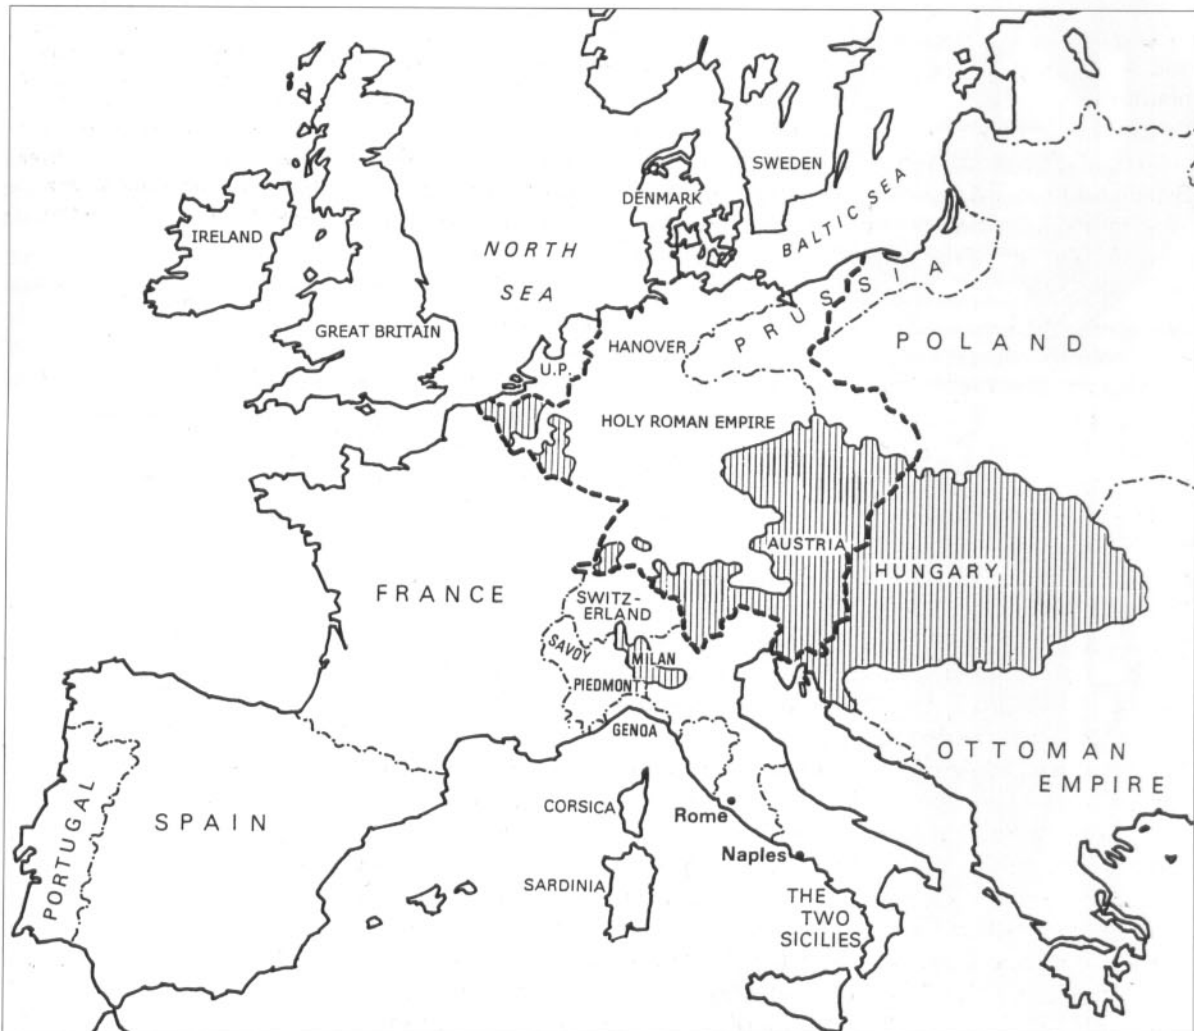 SWEDEN
DENMARK
BALTIC SEA
IRELAND
NORTH
SEA
GREAT BRITAIN
HANOVER
PRUSSIA
POLAND
U.P.
HOLY ROMAN EMPIRE
AUSTRIA
HUNGARY
FRANCE
SWITZ-
ERLAND
SAVOY
MILAN
PIEDMONT
GENOA
OTTOMAN
EMPIRE
PORTUGAL
SPAIN
CORSICA
Rome
Naples
SARDINIA
THE
TWO
SICILIES